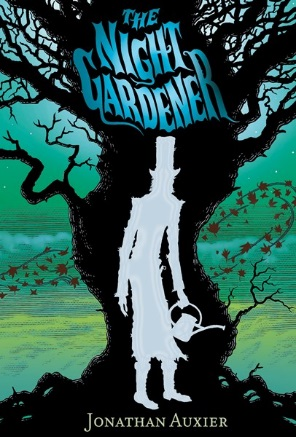 THE
NIGHT
GARDENER
JONATHAN AUXIER